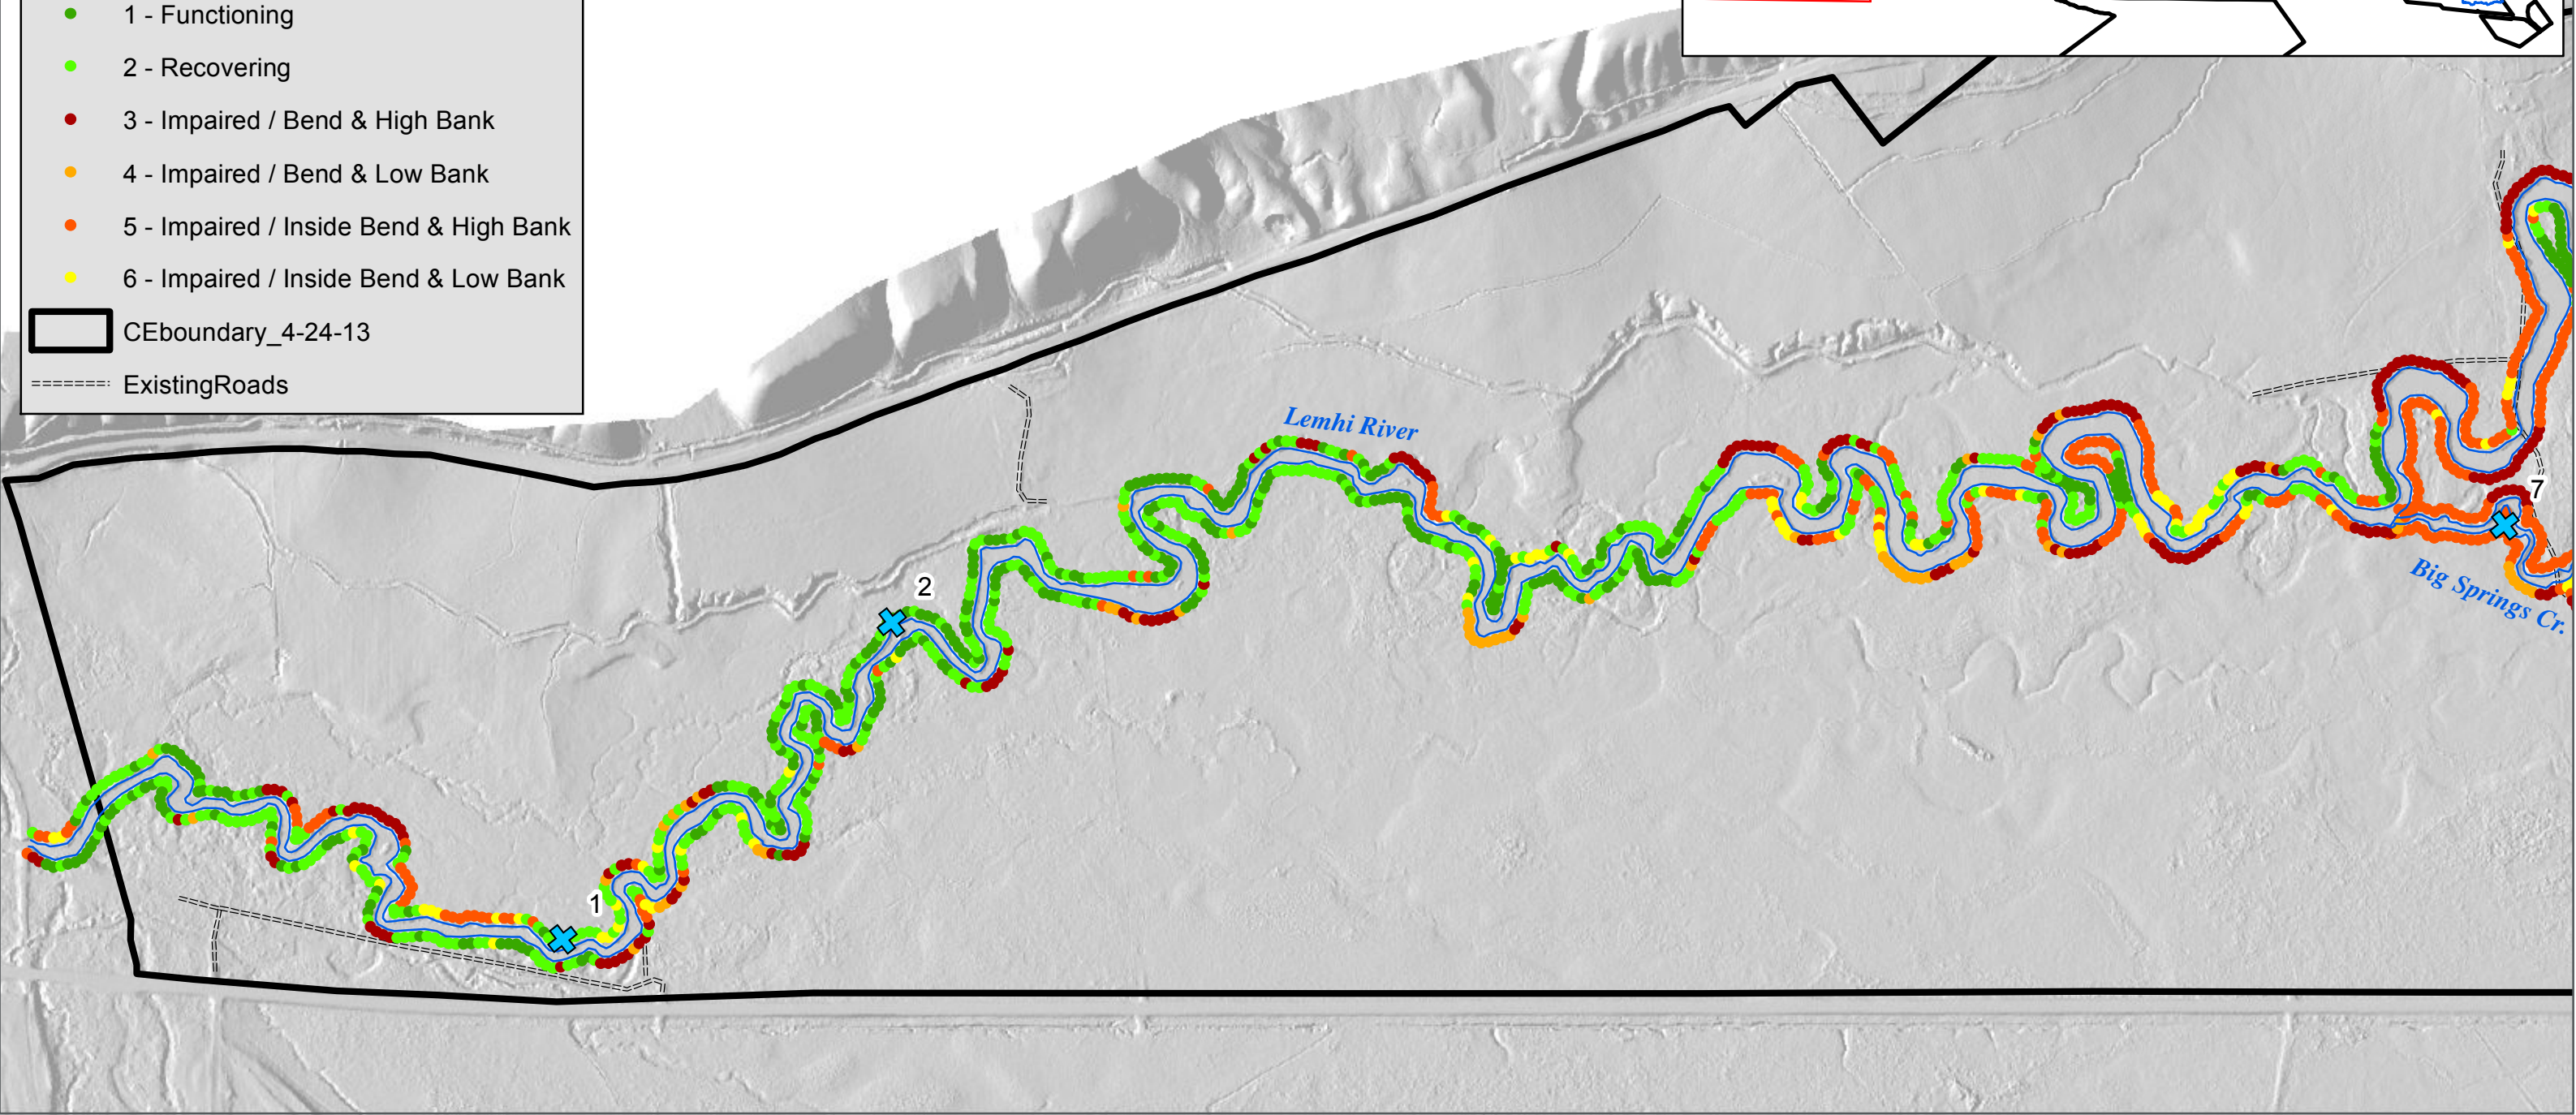 1 - Functioning
2 - Recovering
3 - Impaired / Bend & High Bank
4 - Impaired / Bend & Low Bank
5 - Impaired / Inside Bend & High Bank
6 - Impaired / Inside Bend & Low Bank
CEboundary_4-24-13
ExistingRoads
Lemhi River
7
Big Springs Cr.
2
1